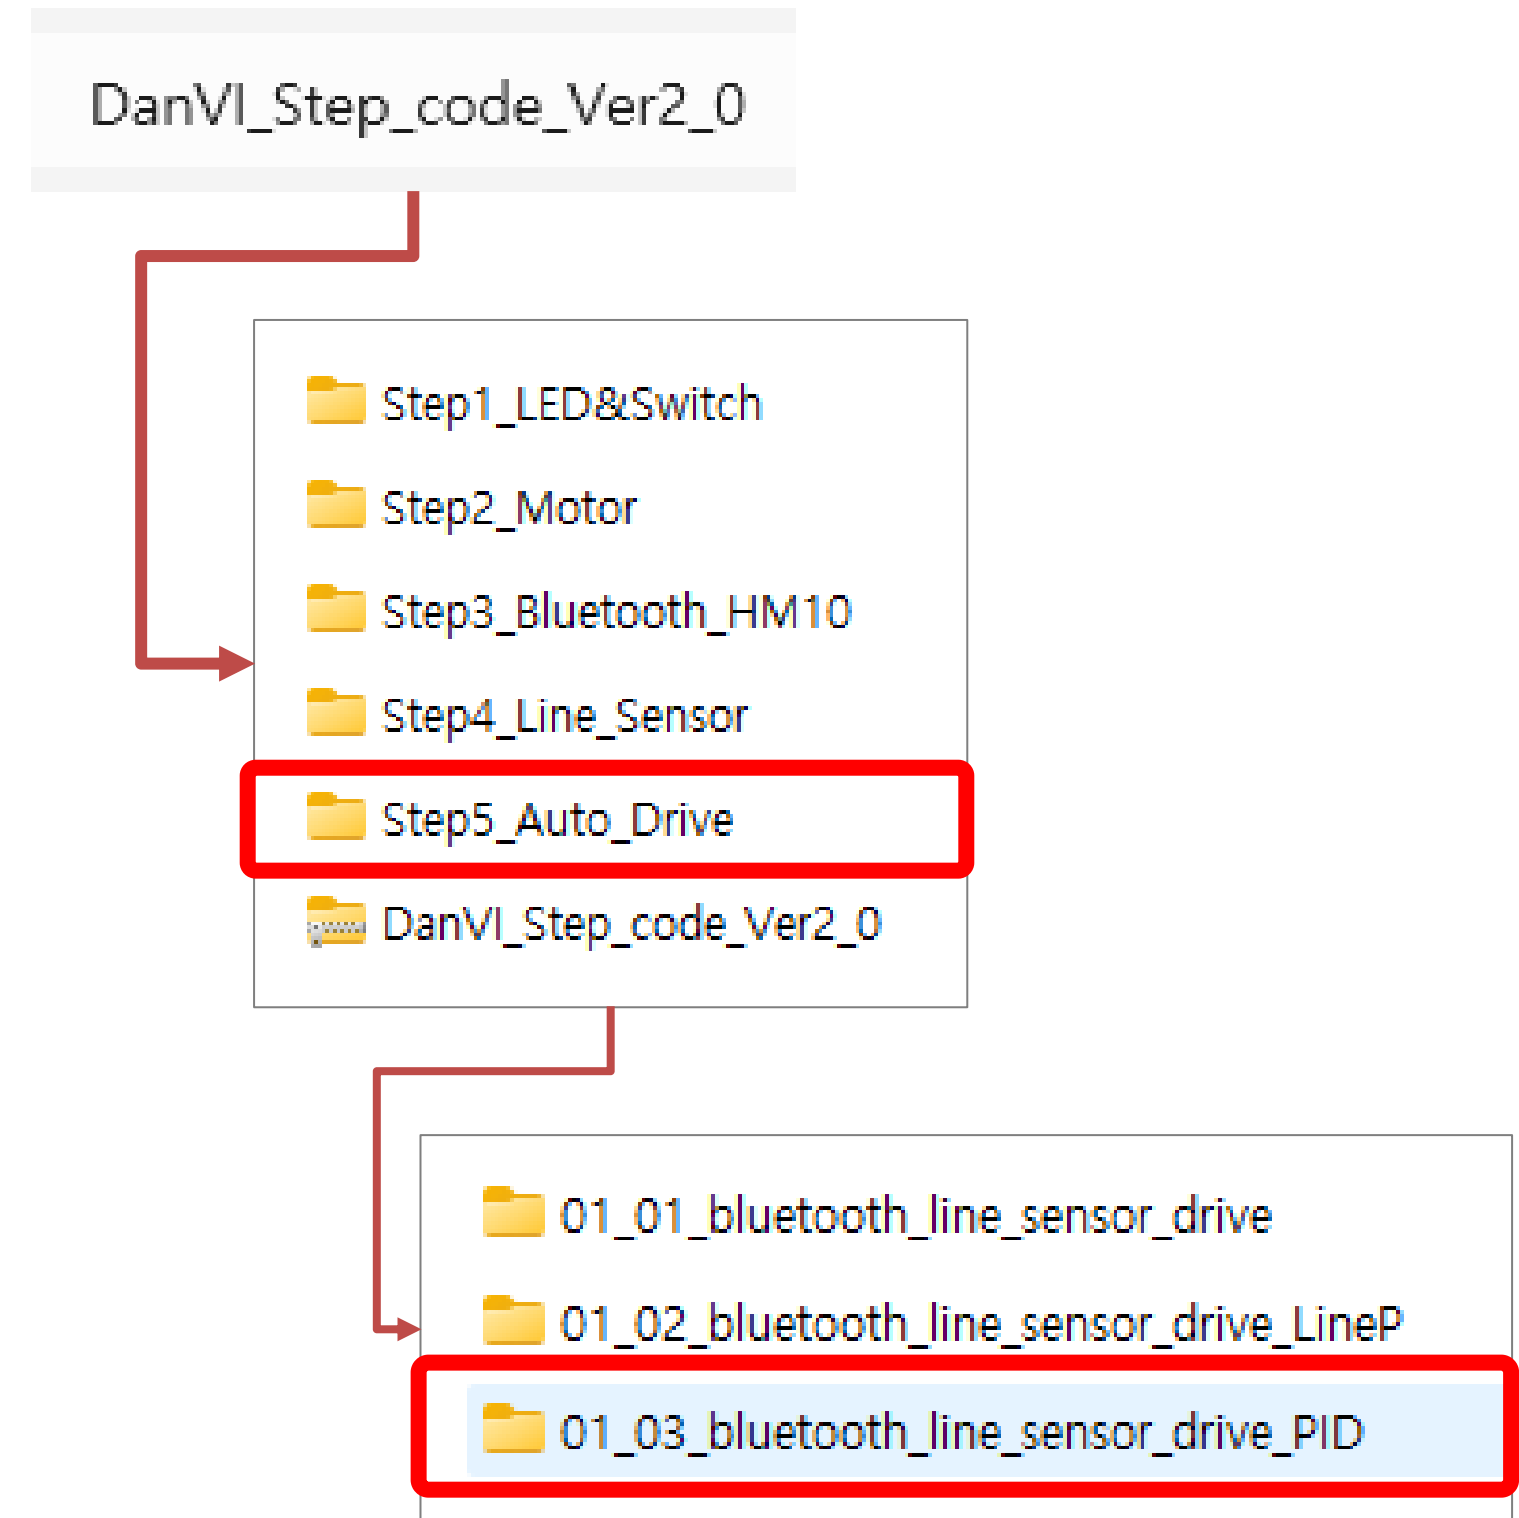 DanVI_Step_code_Ver2_0
Step1_LED&Switch
Step2_Motor
Step3_Bluetooth_HM10
Step4_Line_Sensor
Step5_Auto_Drive
DanVI_Step_code_Ver2_0
01_01_bluetooth_line_sensor_drive
01_02_bluetooth_line_sensor_drive_LineP
01_03_bluetooth_line_sensor_drive_PID